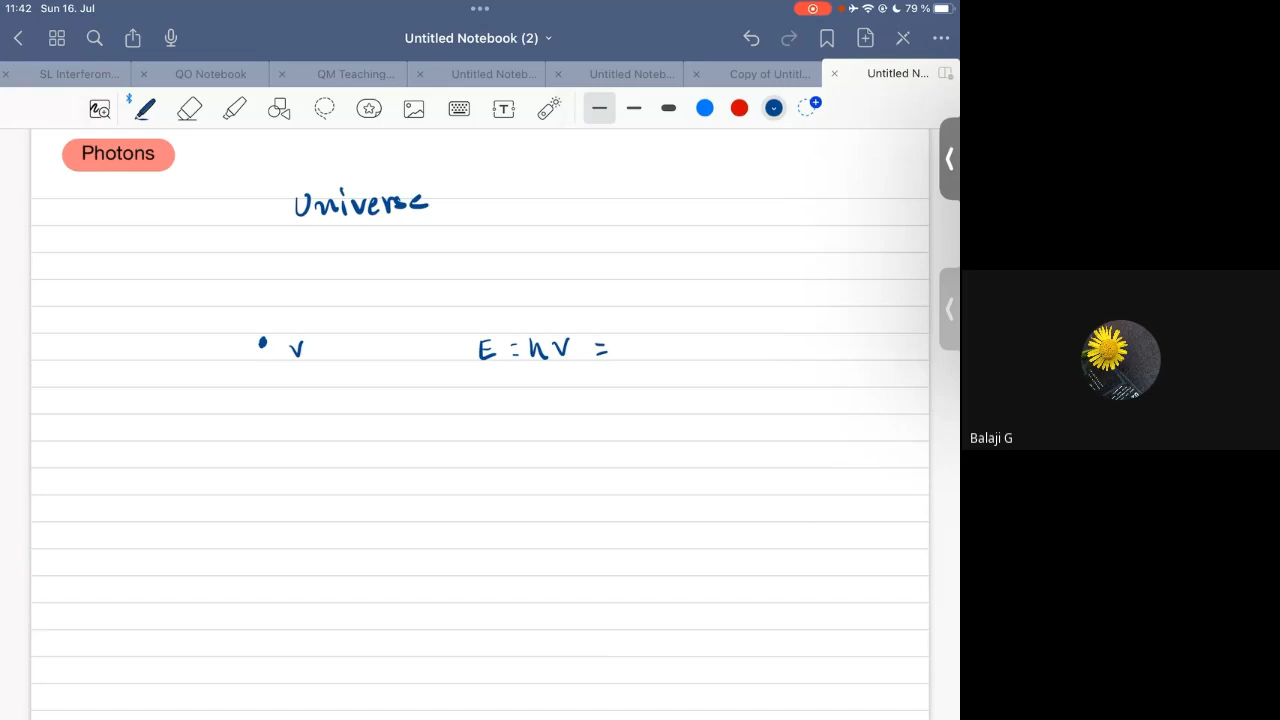 11:42 Sun 16. Jul
79 %
Untitled Notebook (2)
SL Interferom...
QO Notebook
QM Teaching...
Untitled Noteb...
Untitled Noteb...
Copy of Untitl...
Untitled N...
Photons
Universe
ν E = hν =
Balaji G